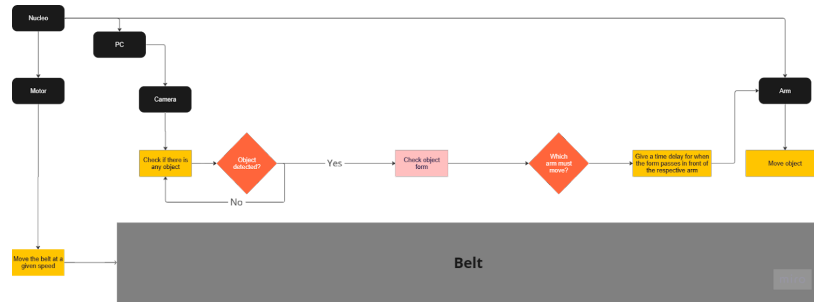 Nucleo
PC
Motor
Camera
Arm
Check if there is
any object
Object
detected?
Yes
Check object
form
Which
arm must
move?
Give a time delay for when
the form passes in front of
the respective arm
Move object
No
Move the belt at a
given speed
Belt